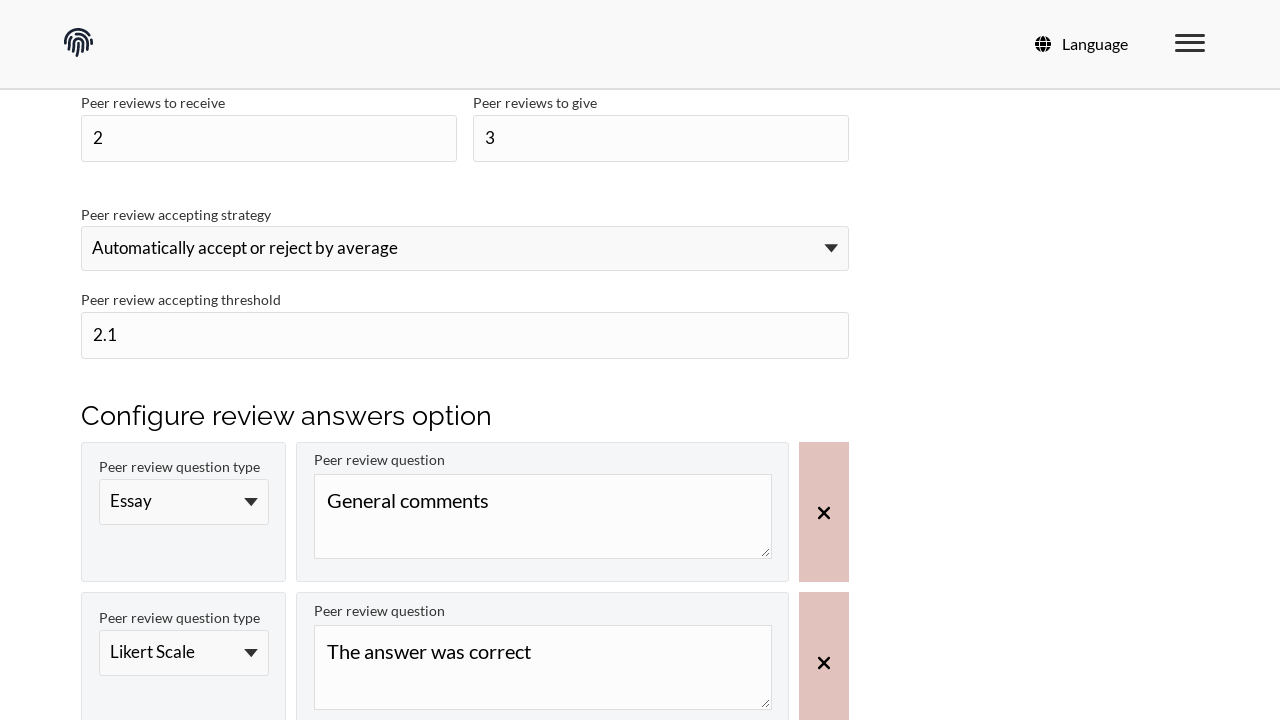 Language
Peer reviews to receive
Peer reviews to give
2
3
Peer review accepting strategy
Automatically accept or reject by average
Peer review accepting threshold
2.1
Configure review answers option
Peer review question type
Peer review question
Essay
General comments
Peer review question type
Peer review question
Likert Scale
The answer was correct